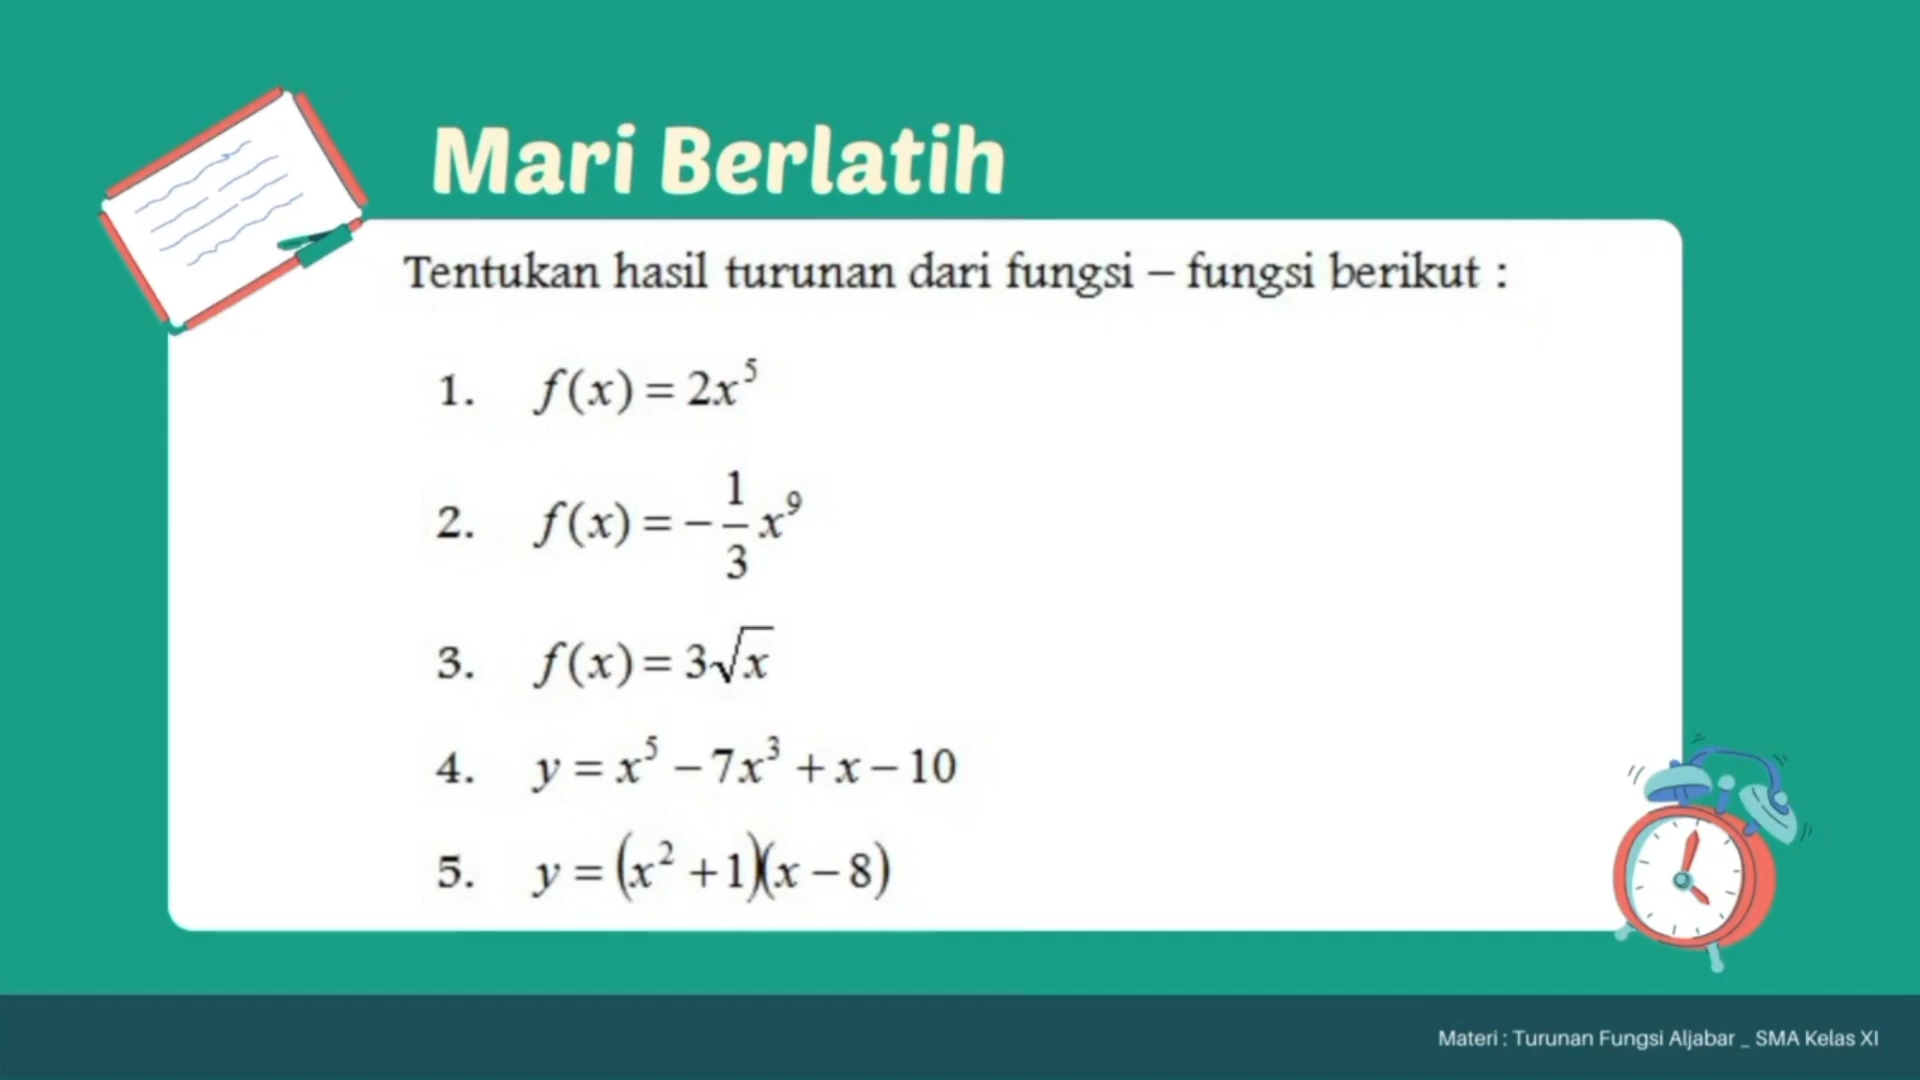 Mari Berlatih
Tentukan hasil turunan dari fungsi – fungsi berikut :
1. f(x) = 2x⁵
2. f(x) = −1/3 x⁹
3. f(x) = 3√x
4. y = x⁵ − 7x³ + x − 10
5. y = (x² + 1)(x − 8)
Materi : Turunan Fungsi Aljabar _ SMA Kelas XI